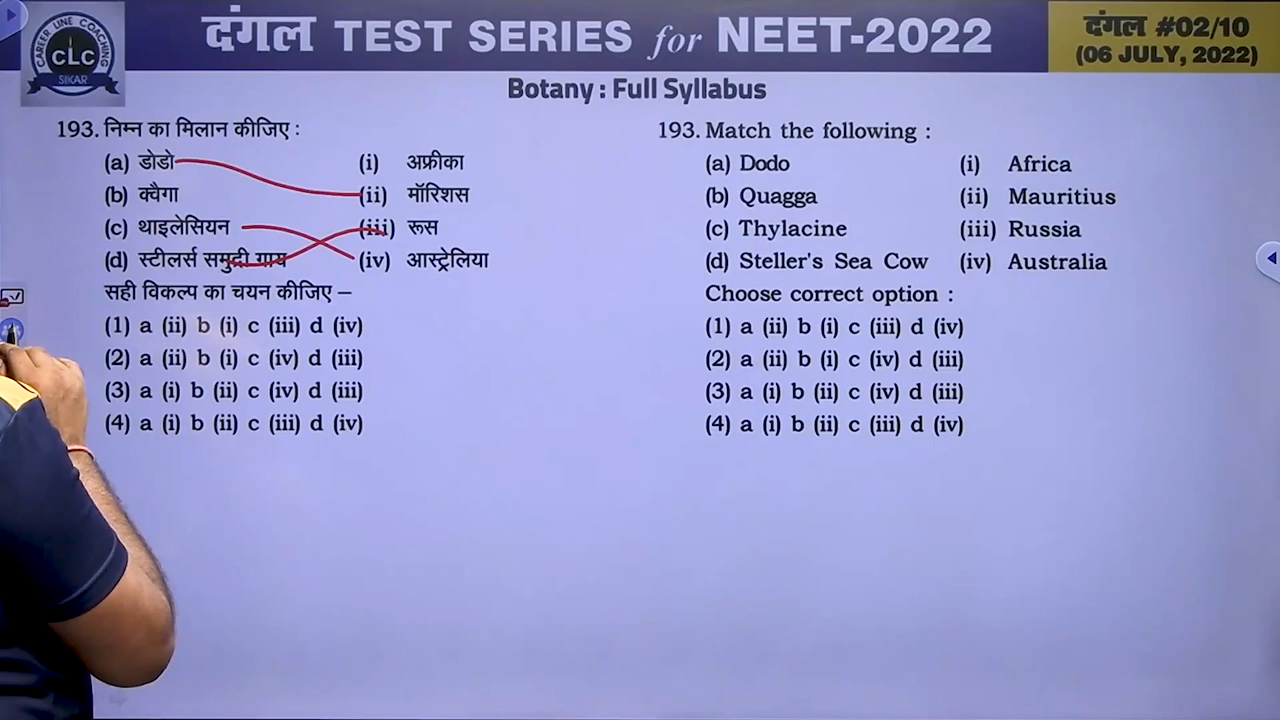 CAREER LINE COACHING
CLC
SIKAR
दंगल TEST SERIES for NEET-2022
दंगल #02/10
(06 JULY, 2022)
Botany : Full Syllabus
193. निम्न का मिलान कीजिए :
(a) डोडो (i) अफ्रीका
(b) क्वैगा (ii) मॉरिशस
(c) थाइलेसियन (iii) रूस
(d) स्टीलर्स समुद्री गाय (iv) आस्ट्रेलिया
सही विकल्प का चयन कीजिए –
(1) a (ii) b (i) c (iii) d (iv)
(2) a (ii) b (i) c (iv) d (iii)
(3) a (i) b (ii) c (iv) d (iii)
(4) a (i) b (ii) c (iii) d (iv)
193. Match the following :
(a) Dodo (i) Africa
(b) Quagga (ii) Mauritius
(c) Thylacine (iii) Russia
(d) Steller's Sea Cow (iv) Australia
Choose correct option :
(1) a (ii) b (i) c (iii) d (iv)
(2) a (ii) b (i) c (iv) d (iii)
(3) a (i) b (ii) c (iv) d (iii)
(4) a (i) b (ii) c (iii) d (iv)